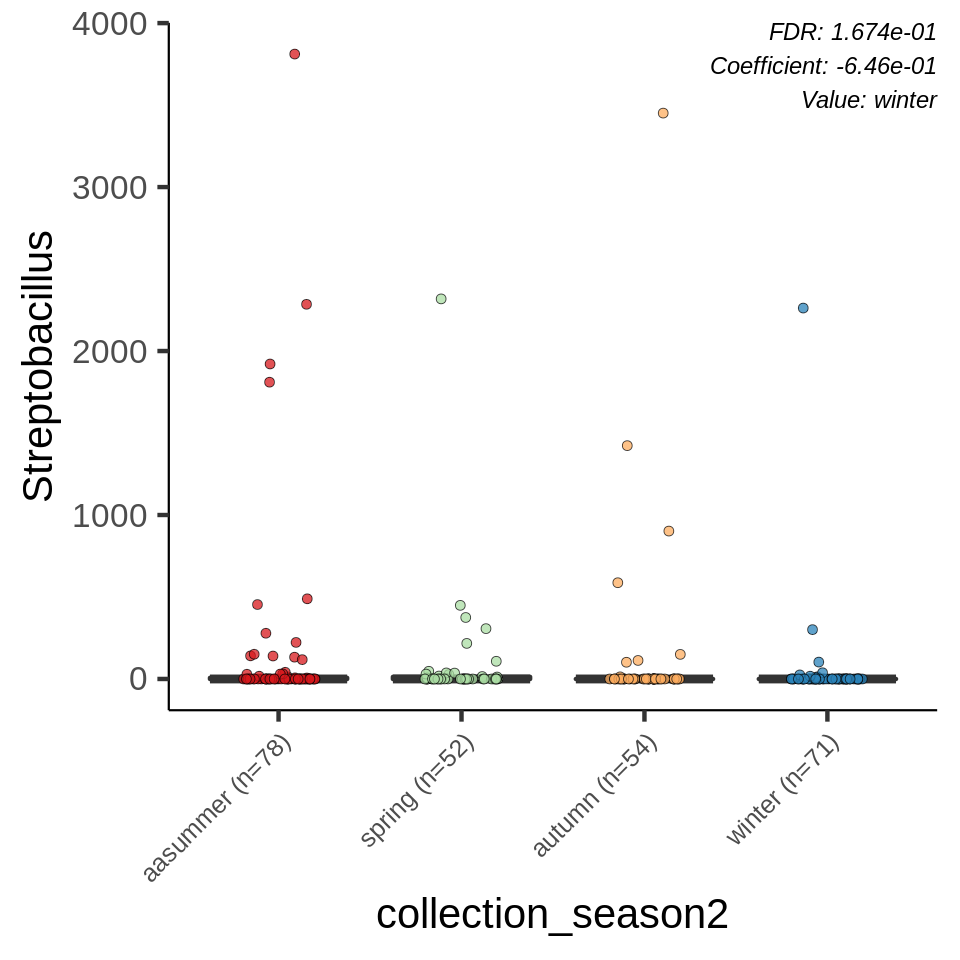 FDR: 1.674e-01
Coefficient: -6.46e-01
Value: winter
4000
3000
2000
1000
0
Streptobacillus
aasummer (n=78)
spring (n=52)
autumn (n=54)
winter (n=71)
collection_season2